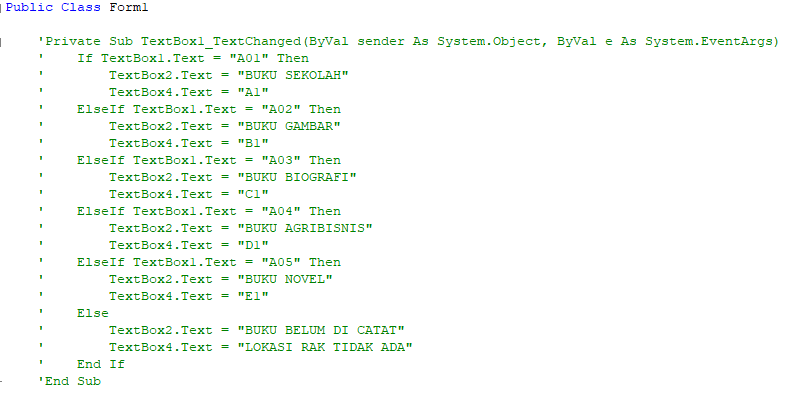 Public Class Form1
'Private Sub TextBox1_TextChanged(ByVal sender As System.Object, ByVal e As System.EventArgs)
'    If TextBox1.Text = "A01" Then
'        TextBox2.Text = "BUKU SEKOLAH"
'        TextBox4.Text = "A1"
'    ElseIf TextBox1.Text = "A02" Then
'        TextBox2.Text = "BUKU GAMBAR"
'        TextBox4.Text = "B1"
'    ElseIf TextBox1.Text = "A03" Then
'        TextBox2.Text = "BUKU BIOGRAFI"
'        TextBox4.Text = "C1"
'    ElseIf TextBox1.Text = "A04" Then
'        TextBox2.Text = "BUKU AGRIBISNIS"
'        TextBox4.Text = "D1"
'    ElseIf TextBox1.Text = "A05" Then
'        TextBox2.Text = "BUKU NOVEL"
'        TextBox4.Text = "E1"
'    Else
'        TextBox2.Text = "BUKU BELUM DI CATAT"
'        TextBox4.Text = "LOKASI RAK TIDAK ADA"
'    End If
'End Sub